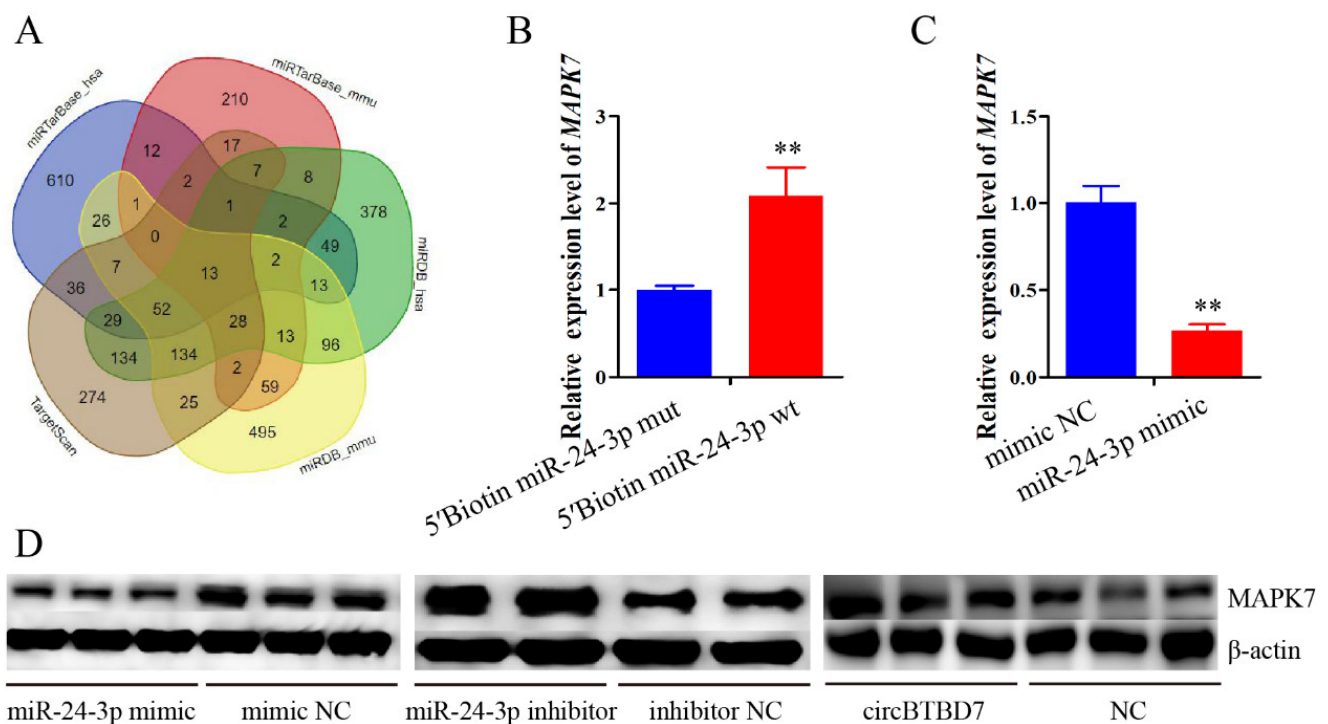 A
miRTarBase_hsa
miRTarBase_mmu
miRDB_hsa
miRDB_mmu
TargetScan
210
17
12
7
8
610
2
378
1
2
1
26
49
0
2
7
13
13
36
52
29
28
13
96
134
134
2
59
274
25
495
B
Relative expression level of MAPK7
3
2
1
0
**
5'Biotin miR-24-3p mut
5'Biotin miR-24-3p wt
C
Relative expression level of MAPK7
1.5
1.0
0.5
0.0
**
mimic NC
miR-24-3p mimic
D
MAPK7
β-actin
miR-24-3p mimic
mimic NC
miR-24-3p inhibitor
inhibitor NC
circBTBD7
NC